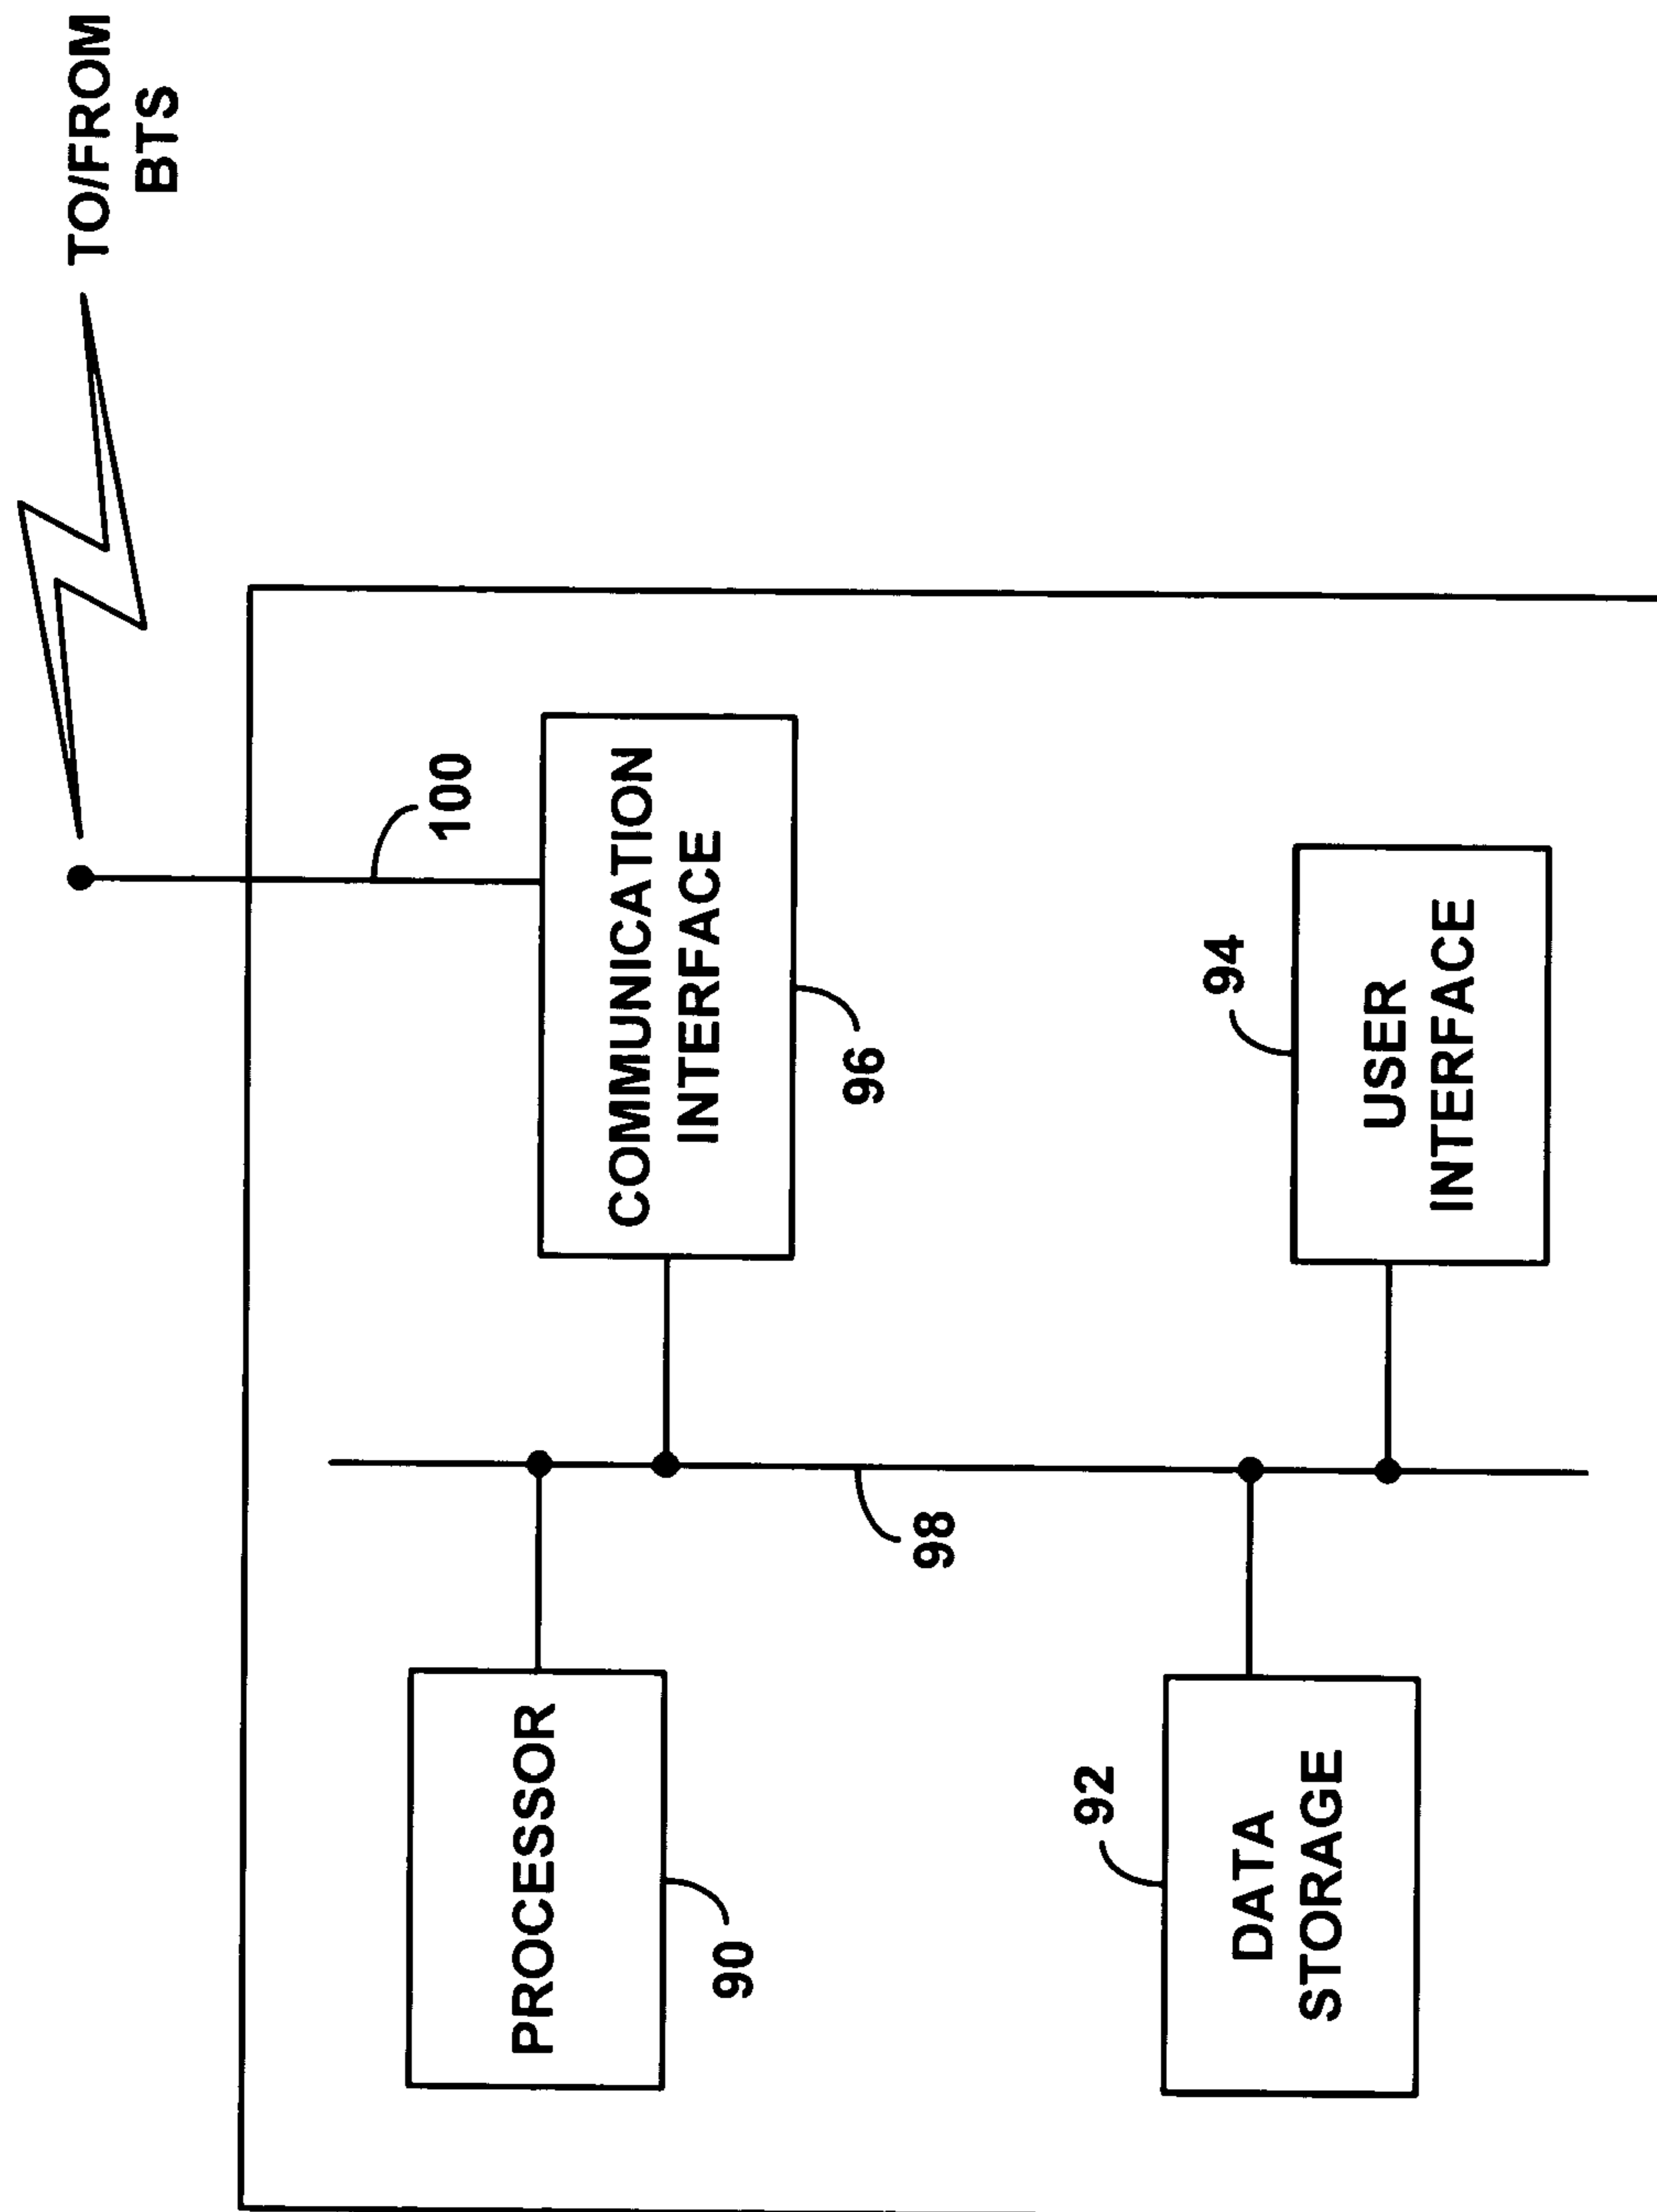 TO/FROM
BTS
100
PROCESSOR
90
COMMUNICATION
INTERFACE
96
98
92
DATA
STORAGE
94
USER
INTERFACE